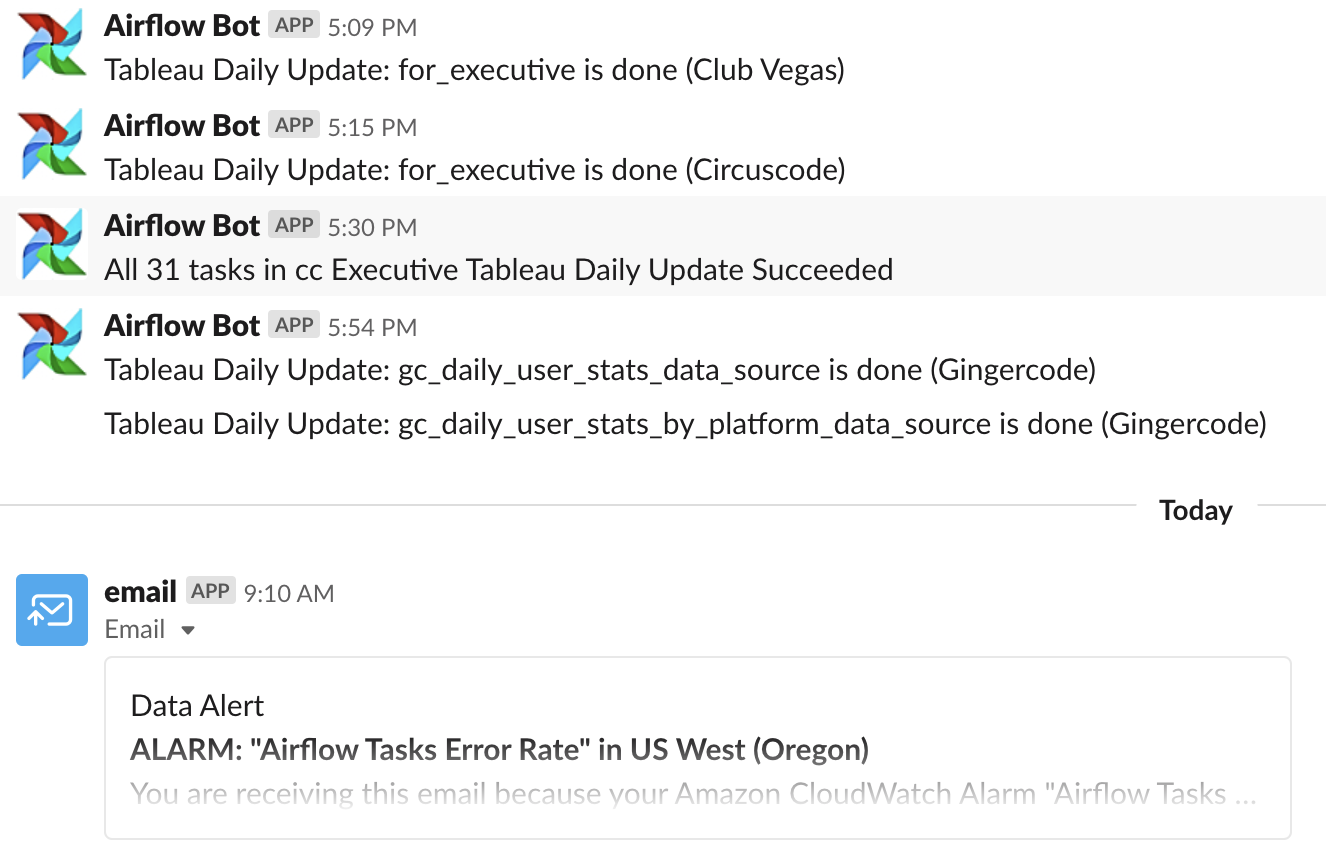 Airflow Bot APP 5:09 PM
Tableau Daily Update: for_executive is done (Club Vegas)
Airflow Bot APP 5:15 PM
Tableau Daily Update: for_executive is done (Circuscode)
Airflow Bot APP 5:30 PM
All 31 tasks in cc Executive Tableau Daily Update Succeeded
Airflow Bot APP 5:54 PM
Tableau Daily Update: gc_daily_user_stats_data_source is done (Gingercode)
Tableau Daily Update: gc_daily_user_stats_by_platform_data_source is done (Gingercode)
Today
email APP 9:10 AM
Email
Data Alert
ALARM: "Airflow Tasks Error Rate" in US West (Oregon)
You are receiving this email because your Amazon CloudWatch Alarm "Airflow Tasks ...